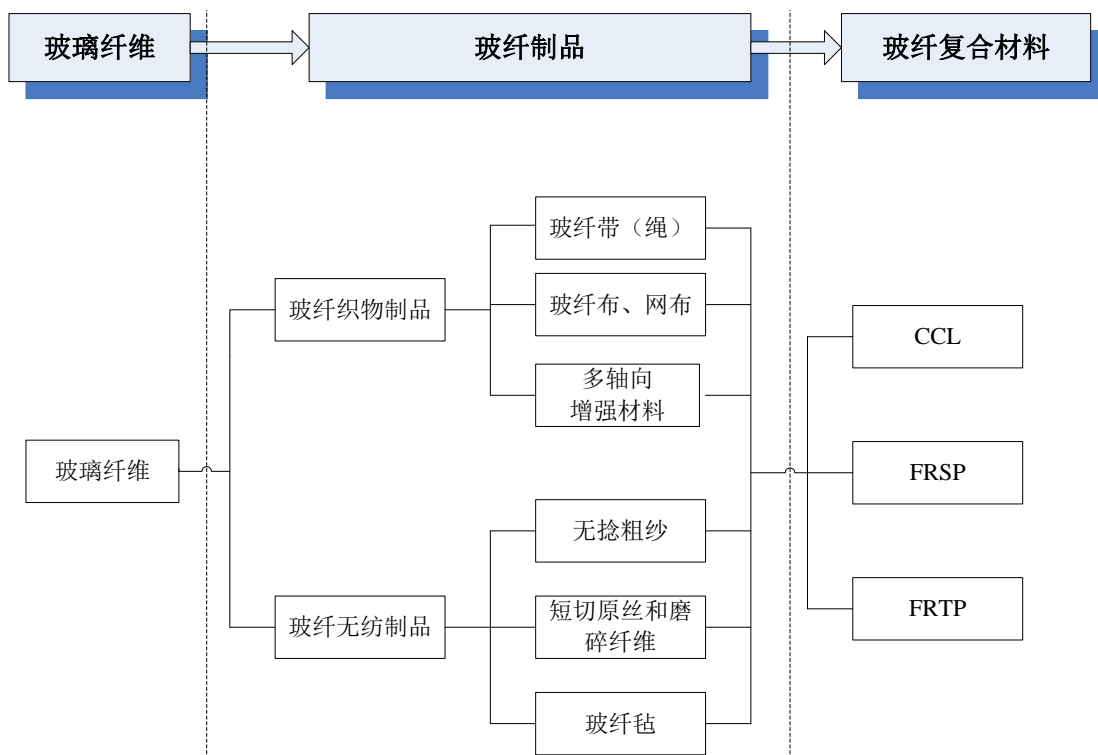 玻璃纤维
玻纤制品
玻纤复合材料
玻纤带（绳）
玻纤织物制品
玻纤布、网布
CCL
多轴向
增强材料
玻璃纤维
FRSP
无捻粗纱
玻纤无纺制品
短切原丝和磨
碎纤维
FRTP
玻纤毡